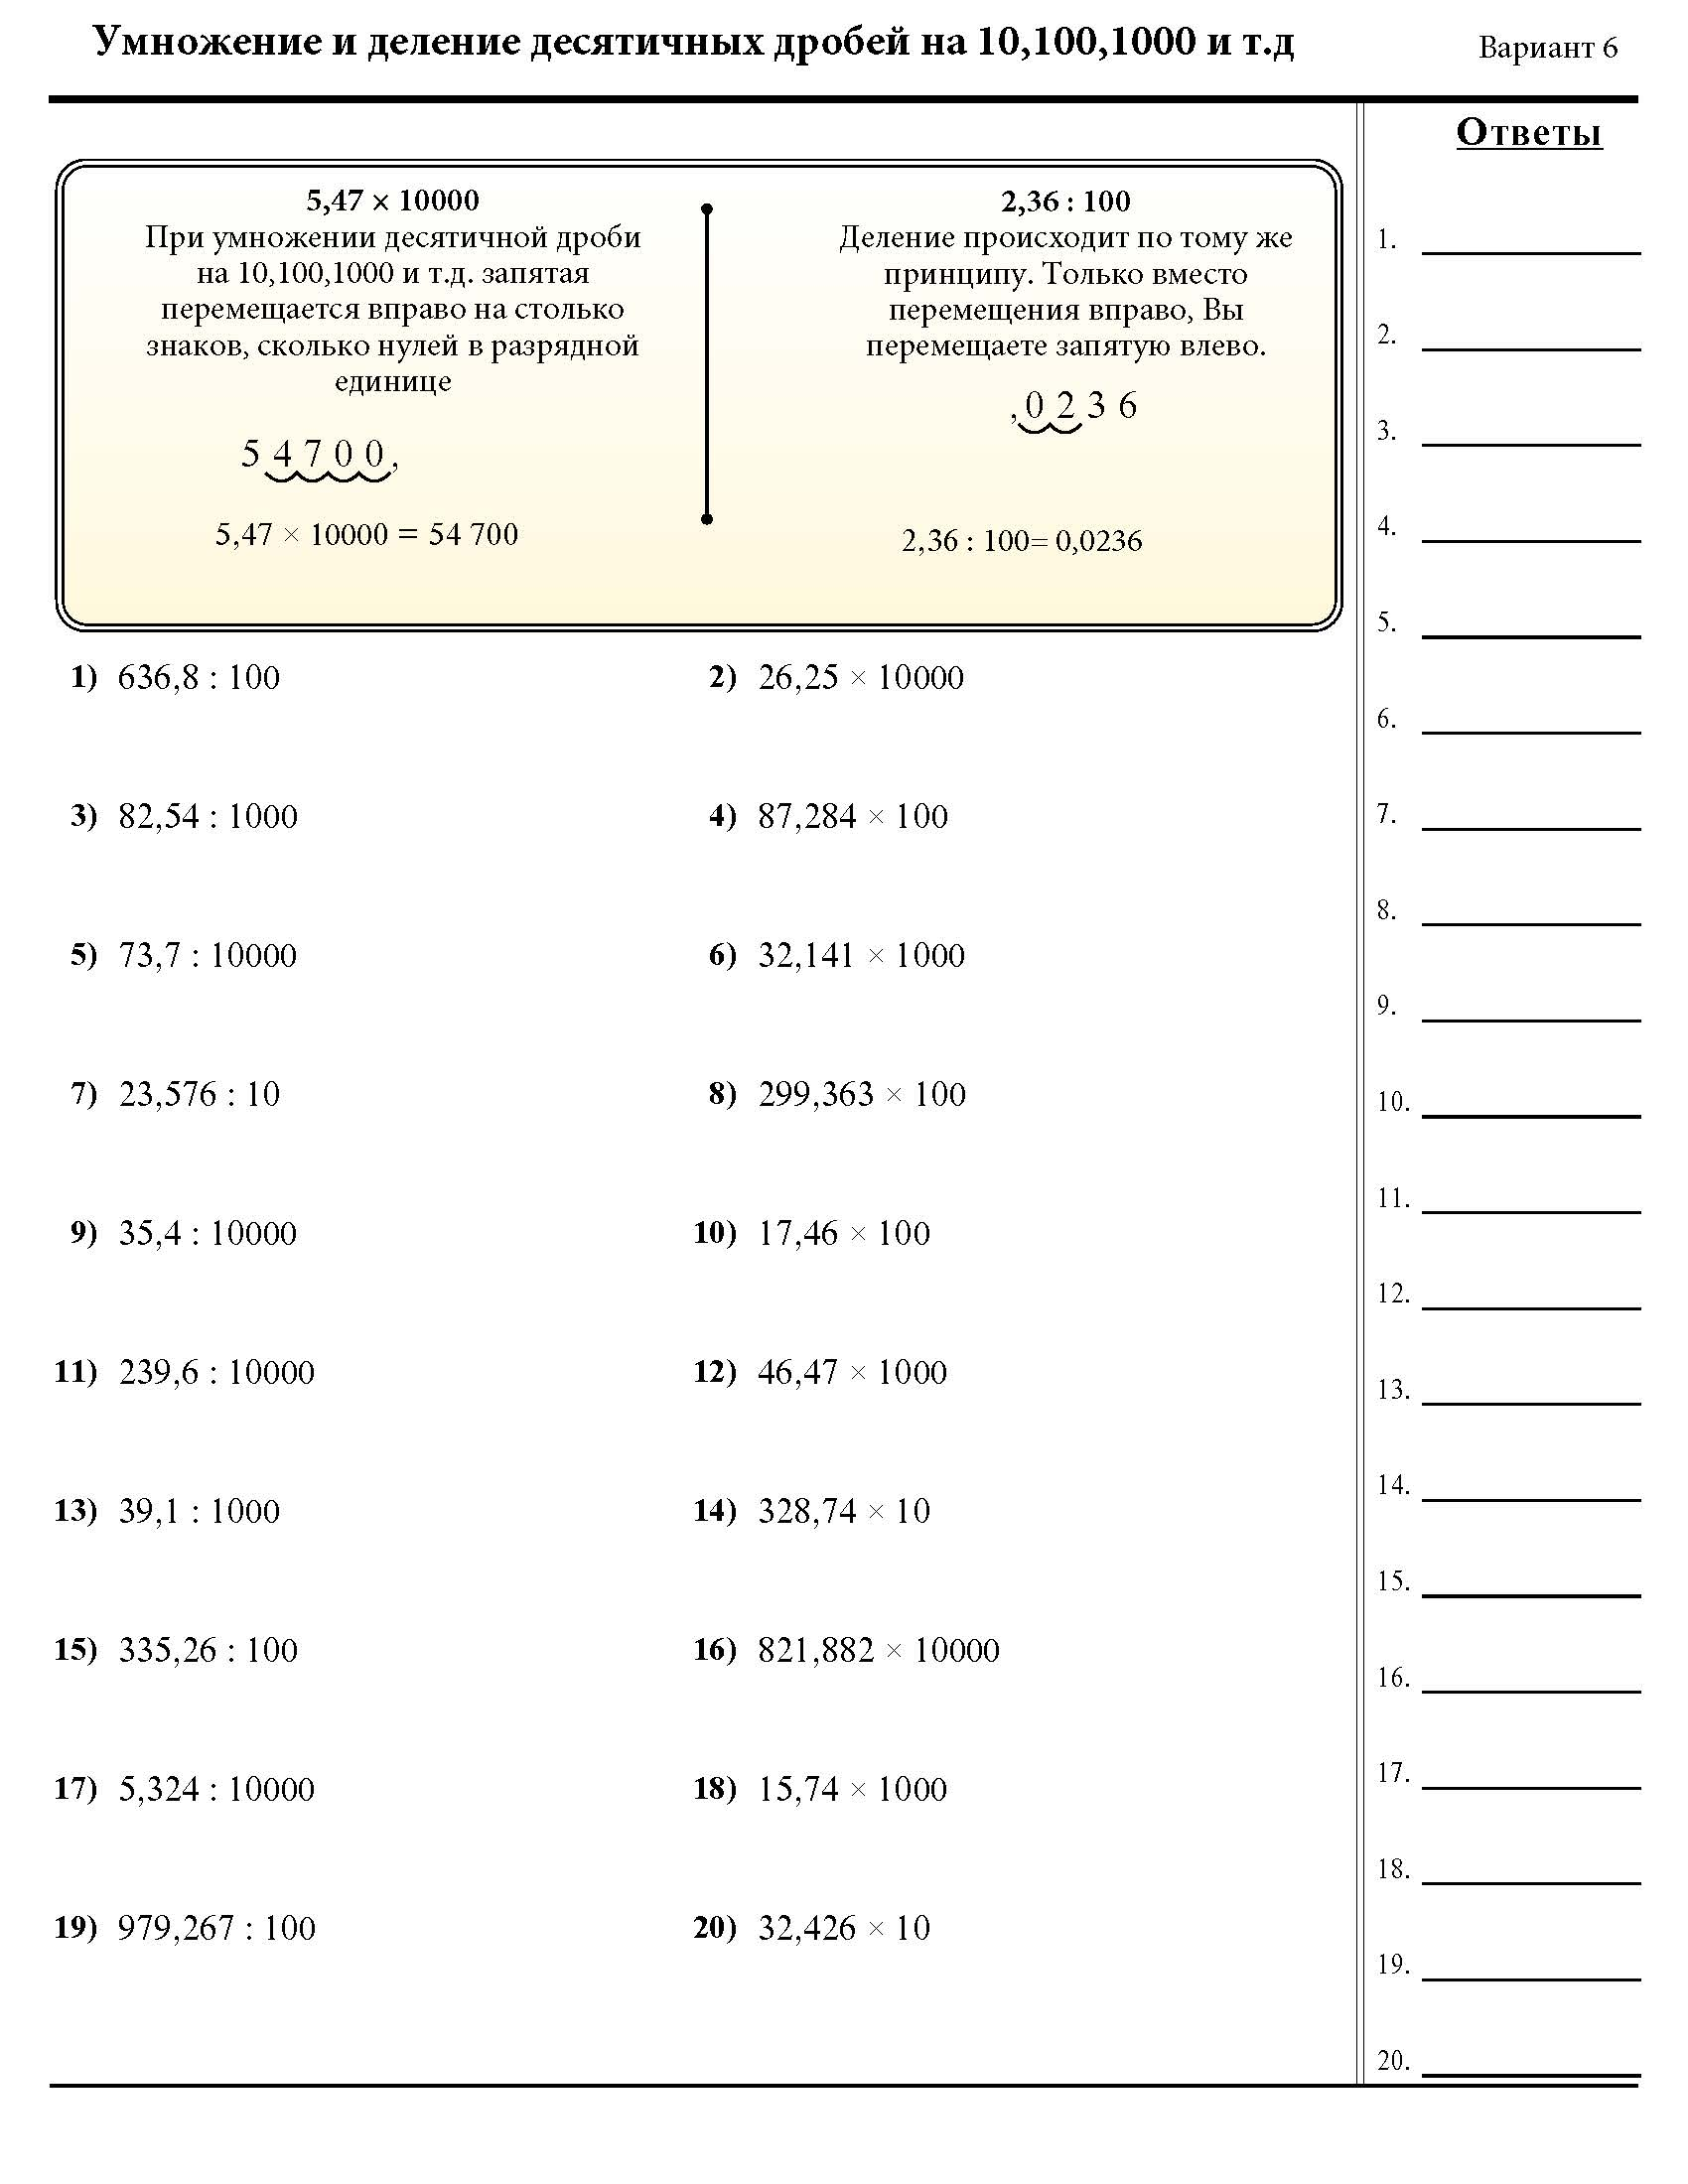 Умножение и деление десятичных дробей на 10,100,1000 и т.д
Вариант 6
Ответы
5,47 × 10000
При умножении десятичной дроби
на 10,100,1000 и т.д. запятая
перемещается вправо на столько
знаков, сколько нулей в разрядной
единице
5 4 7 0 0 ,
5,47 × 10000 = 54 700
2,36 : 100
Деление происходит по тому же
принципу. Только вместо
перемещения вправо, Вы
перемещаете запятую влево.
, 0 2 3 6
2,36 : 100= 0,0236
1) 636,8 : 100
2) 26,25 × 10000
3) 82,54 : 1000
4) 87,284 × 100
5) 73,7 : 10000
6) 32,141 × 1000
7) 23,576 : 10
8) 299,363 × 100
9) 35,4 : 10000
10) 17,46 × 100
11) 239,6 : 10000
12) 46,47 × 1000
13) 39,1 : 1000
14) 328,74 × 10
15) 335,26 : 100
16) 821,882 × 10000
17) 5,324 : 10000
18) 15,74 × 1000
19) 979,267 : 100
20) 32,426 × 10
1.
2.
3.
4.
5.
6.
7.
8.
9.
10.
11.
12.
13.
14.
15.
16.
17.
18.
19.
20.